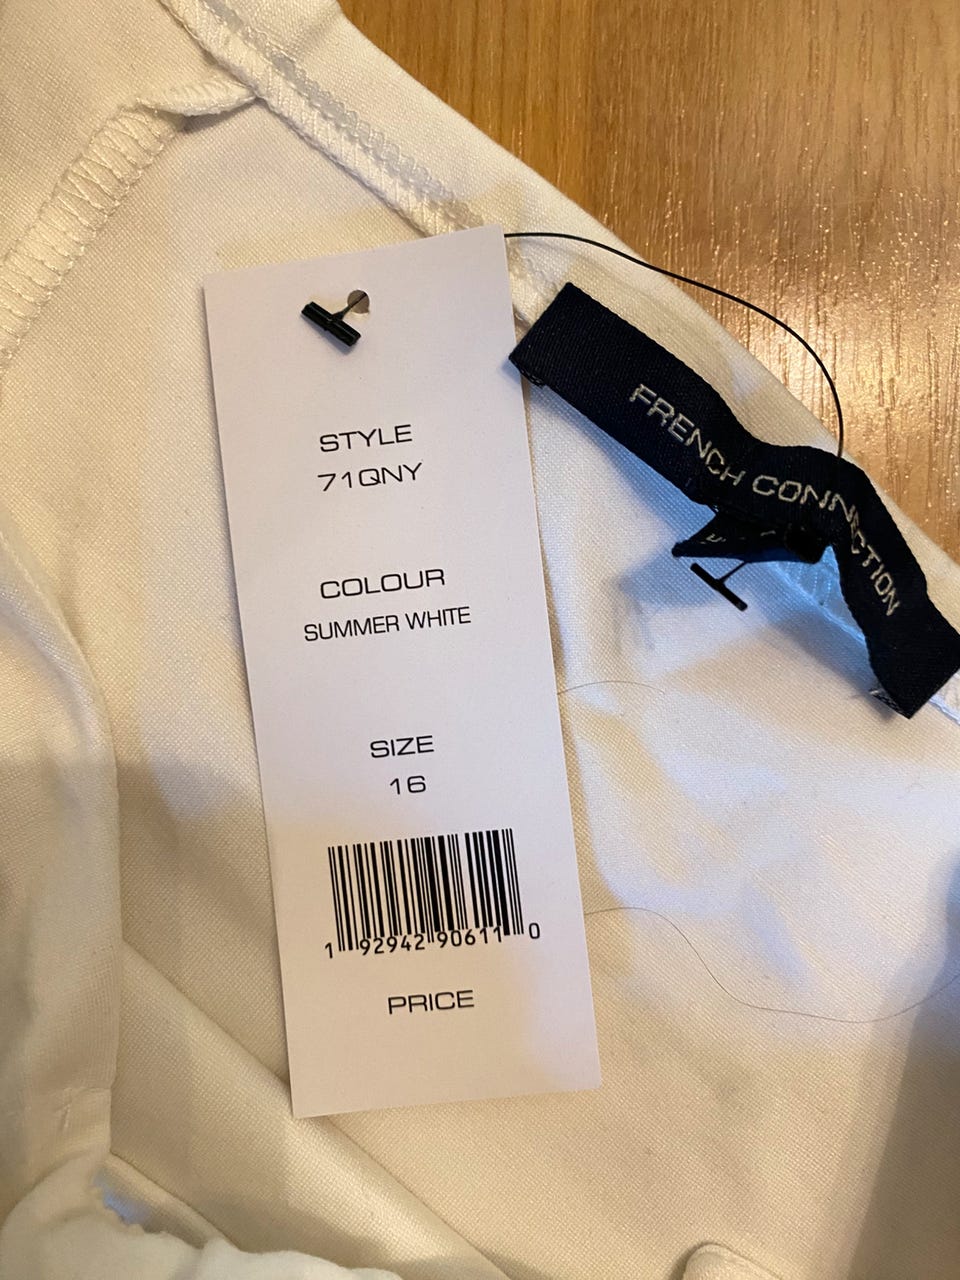 STYLE
71QNY
COLOUR
SUMMER WHITE
SIZE
16
1 92942 90611 0
PRICE
FRENCH CONNECTION